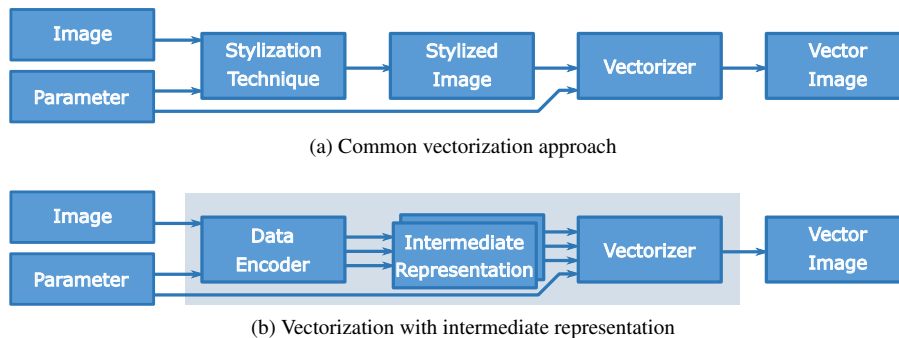 Image
Parameter
Stylization
Technique
Stylized
Image
Vectorizer
Vector
Image
(a) Common vectorization approach
Image
Parameter
Data
Encoder
Intermediate
Representation
Vectorizer
Vector
Image
(b) Vectorization with intermediate representation